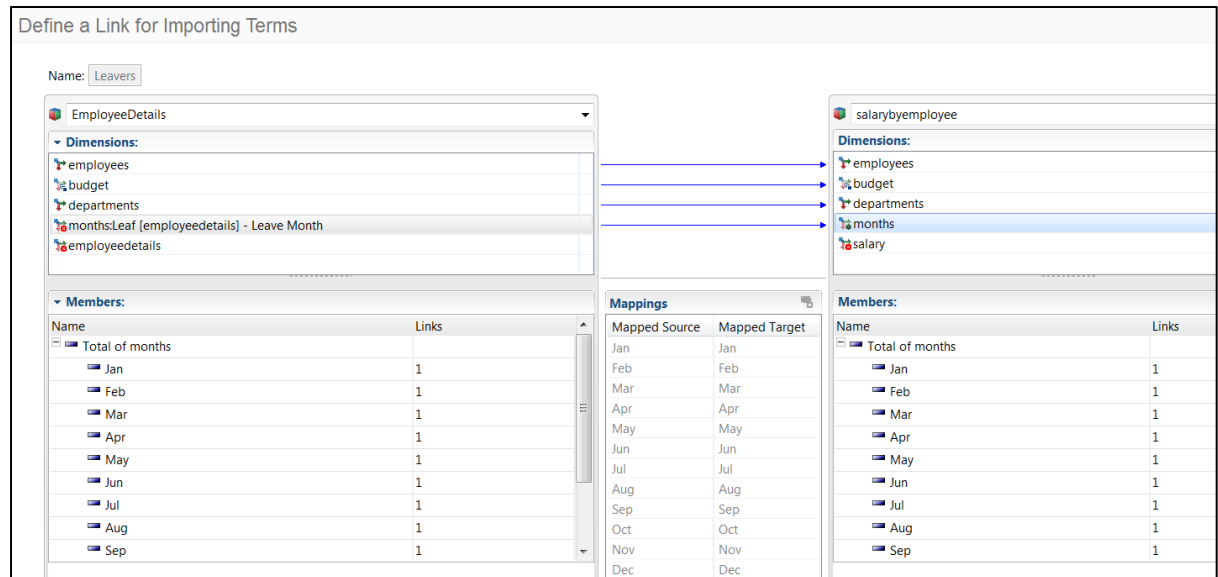 Define a Link for Importing Terms
Name: Leavers
EmployeeDetails
Dimensions:
employees
budget
departments
months:Leaf [employeedetails] - Leave Month
employeedetails
Members:
Name Links
Total of months
Jan 1
Feb 1
Mar 1
Apr 1
May 1
Jun 1
Jul 1
Aug 1
Sep 1
Mappings
Mapped Source Mapped Target
Jan Jan
Feb Feb
Mar Mar
Apr Apr
May May
Jun Jun
Jul Jul
Aug Aug
Sep Sep
Oct Oct
Nov Nov
Dec Dec
salarybyemployee
Dimensions:
employees
budget
departments
months
salary
Members:
Name Links
Total of months
Jan 1
Feb 1
Mar 1
Apr 1
May 1
Jun 1
Jul 1
Aug 1
Sep 1